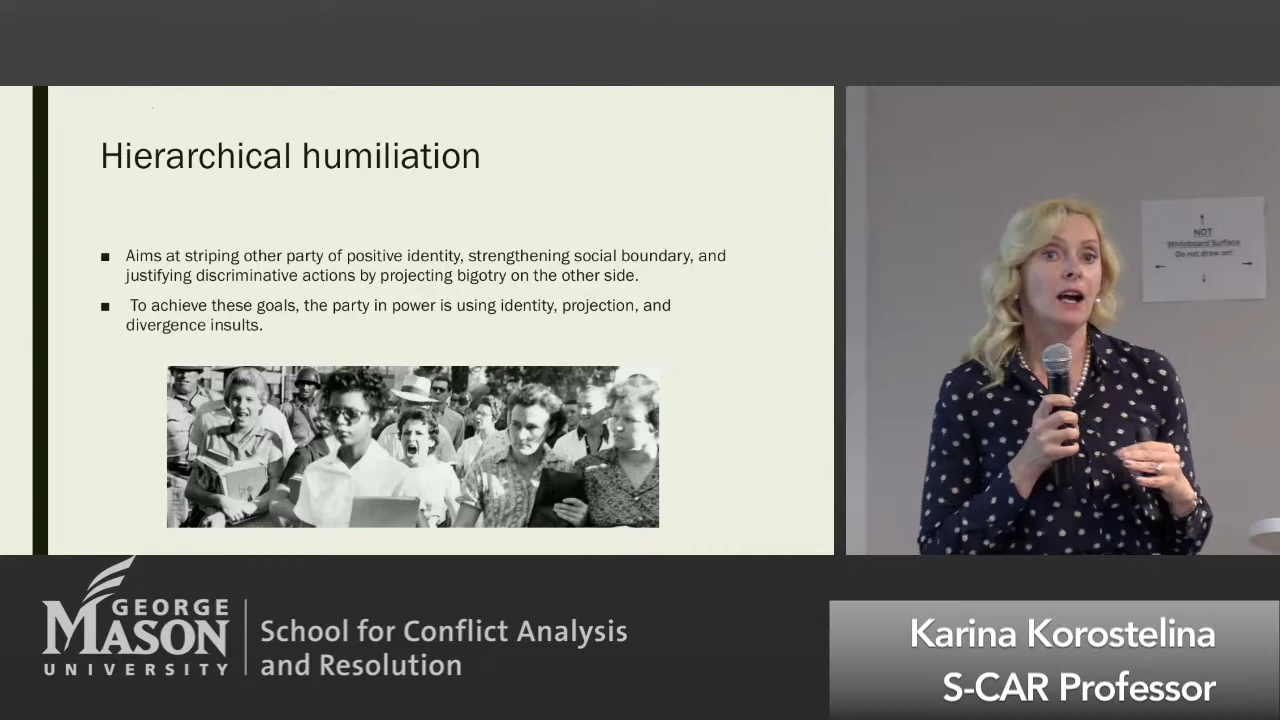 Hierarchical humiliation
▪ Aims at striping other party of positive identity, strengthening social boundary, and
justifying discriminative actions by projecting bigotry on the other side.
▪ To achieve these goals, the party in power is using identity, projection, and
divergence insults.
NOT
Whiteboard Surface
Do not draw on!
GEORGE
MASON
UNIVERSITY
School for Conflict Analysis
and Resolution
Karina Korostelina
S-CAR Professor